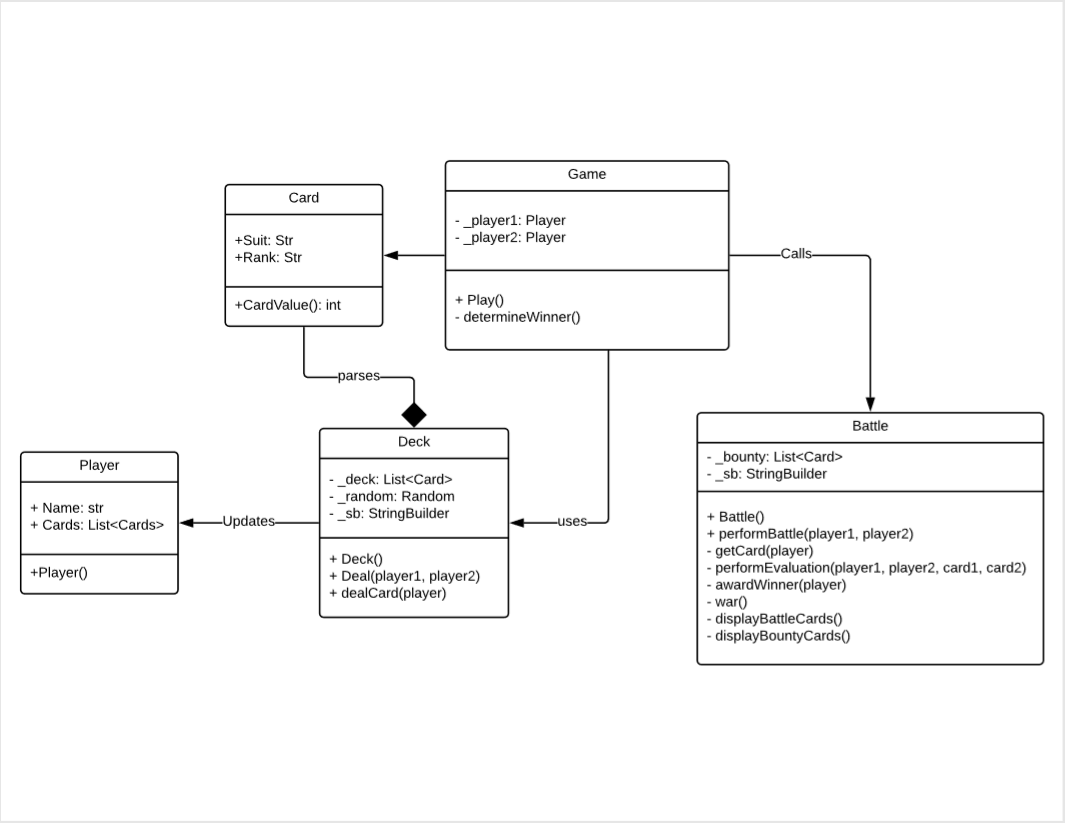 Game
- _player1: Player
- _player2: Player
+ Play()
- determineWinner()
Card
+Suit: Str
+Rank: Str
+CardValue(): int
Calls
parses
Battle
- _bounty: List<Card>
- _sb: StringBuilder
+ Battle()
+ performBattle(player1, player2)
- getCard(player)
- performEvaluation(player1, player2, card1, card2)
- awardWinner(player)
- war()
- displayBattleCards()
- displayBountyCards()
Deck
- _deck: List<Card>
- _random: Random
- _sb: StringBuilder
+ Deck()
+ Deal(player1, player2)
+ dealCard(player)
Player
+ Name: str
+ Cards: List<Cards>
+Player()
Updates
uses